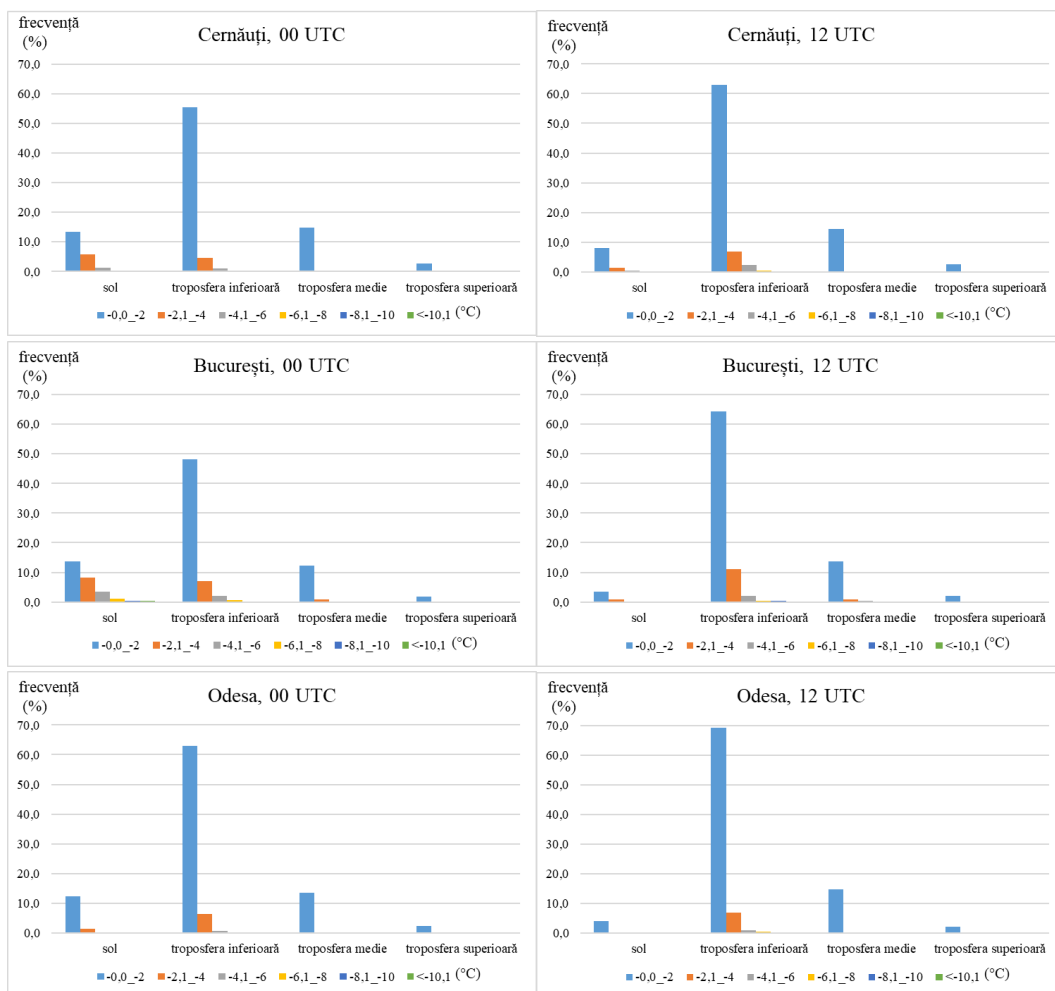 frecvență
(%)
Cernăuți, 00 UTC
70,0
60,0
50,0
40,0
30,0
20,0
10,0
0,0
sol troposfera inferioară troposfera medie troposfera superioară
-0,0_-2 -2,1_-4 -4,1_-6 -6,1_-8 -8,1_-10 <-10,1 (°C)
frecvență
(%)
Cernăuți, 12 UTC
70,0
60,0
50,0
40,0
30,0
20,0
10,0
0,0
sol troposfera inferioară troposfera medie troposfera superioară
-0,0_-2 -2,1_-4 -4,1_-6 -6,1_-8 -8,1_-10 <-10,1 (°C)
frecvență
(%)
București, 00 UTC
70,0
60,0
50,0
40,0
30,0
20,0
10,0
0,0
sol troposfera inferioară troposfera medie troposfera superioară
-0,0_-2 -2,1_-4 -4,1_-6 -6,1_-8 -8,1_-10 <-10,1 (°C)
frecvență
(%)
București, 12 UTC
70,0
60,0
50,0
40,0
30,0
20,0
10,0
0,0
sol troposfera inferioară troposfera medie troposfera superioară
-0,0_-2 -2,1_-4 -4,1_-6 -6,1_-8 -8,1_-10 <-10,1 (°C)
frecvență
(%)
Odesa, 00 UTC
70,0
60,0
50,0
40,0
30,0
20,0
10,0
0,0
sol troposfera inferioară troposfera medie troposfera superioară
-0,0_-2 -2,1_-4 -4,1_-6 -6,1_-8 -8,1_-10 <-10,1 (°C)
frecvență
(%)
Odesa, 12 UTC
70,0
60,0
50,0
40,0
30,0
20,0
10,0
0,0
sol troposfera inferioară troposfera medie troposfera superioară
-0,0_-2 -2,1_-4 -4,1_-6 -6,1_-8 -8,1_-10 <-10,1 (°C)